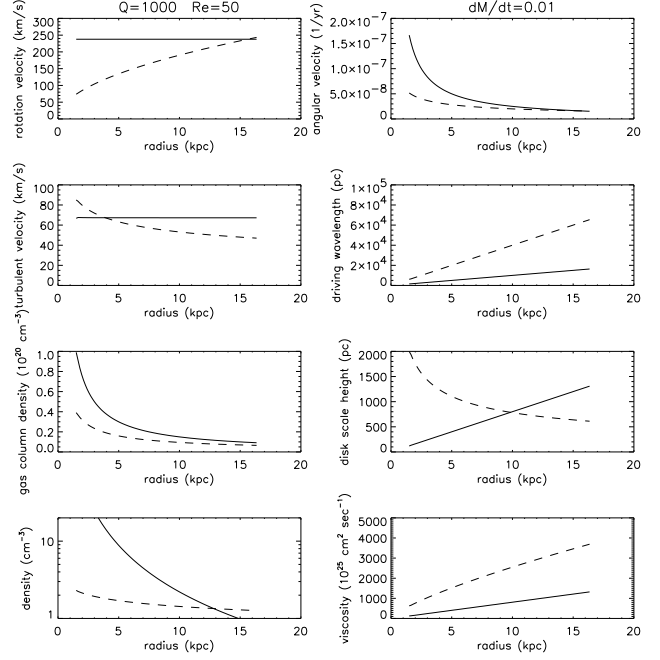 Q=1000 Re=50
dM/dt=0.01
rotation velocity (km/s)
300
250
200
150
100
50
0
0 5 10 15 20
radius (kpc)
angular velocity (1/yr)
2.0×10⁻⁷
1.5×10⁻⁷
1.0×10⁻⁷
5.0×10⁻⁸
0
0 5 10 15 20
radius (kpc)
turbulent velocity (km/s)
100
80
60
40
20
0
0 5 10 15 20
radius (kpc)
driving wavelength (pc)
1×10⁵
8×10⁴
6×10⁴
4×10⁴
2×10⁴
0
0 5 10 15 20
radius (kpc)
gas column density (10²⁰ cm⁻³)
1.0
0.8
0.6
0.4
0.2
0.0
0 5 10 15 20
radius (kpc)
disk scale height (pc)
2000
1500
1000
500
0
0 5 10 15 20
radius (kpc)
density (cm⁻³)
10
1
0 5 10 15 20
radius (kpc)
viscosity (10²⁵ cm² sec⁻¹)
5000
4000
3000
2000
1000
0
0 5 10 15 20
radius (kpc)